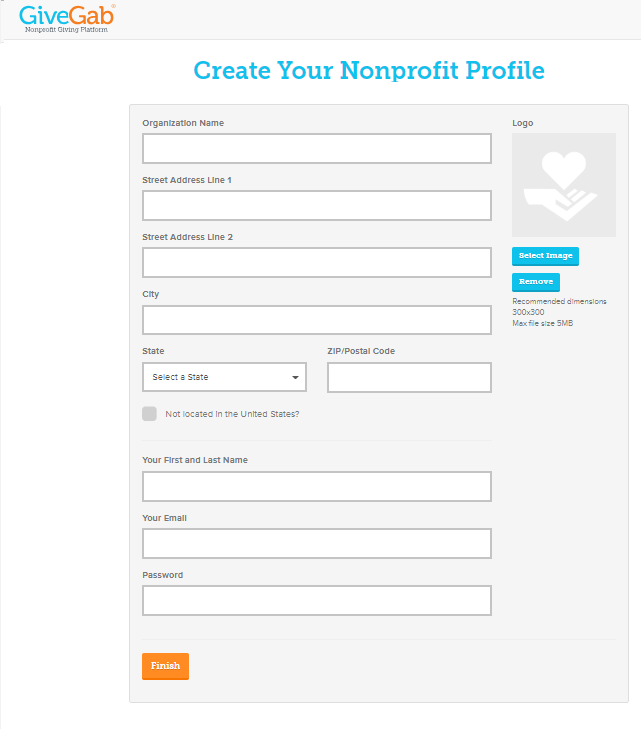 GiveGab®
Nonprofit Giving Platform
Create Your Nonprofit Profile
Organization Name
Logo
Street Address Line 1
Street Address Line 2
Select Image
Remove
City
Recommended dimensions
300x300
Max file size 5MB
State
ZIP/Postal Code
Select a State
Not located in the United States?
Your First and Last Name
Your Email
Password
Finish